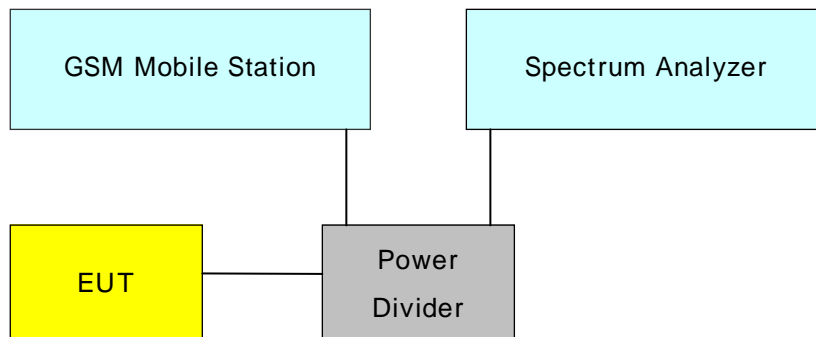 GSM Mobile Station
Spectrum Analyzer
EUT
Power
Divider